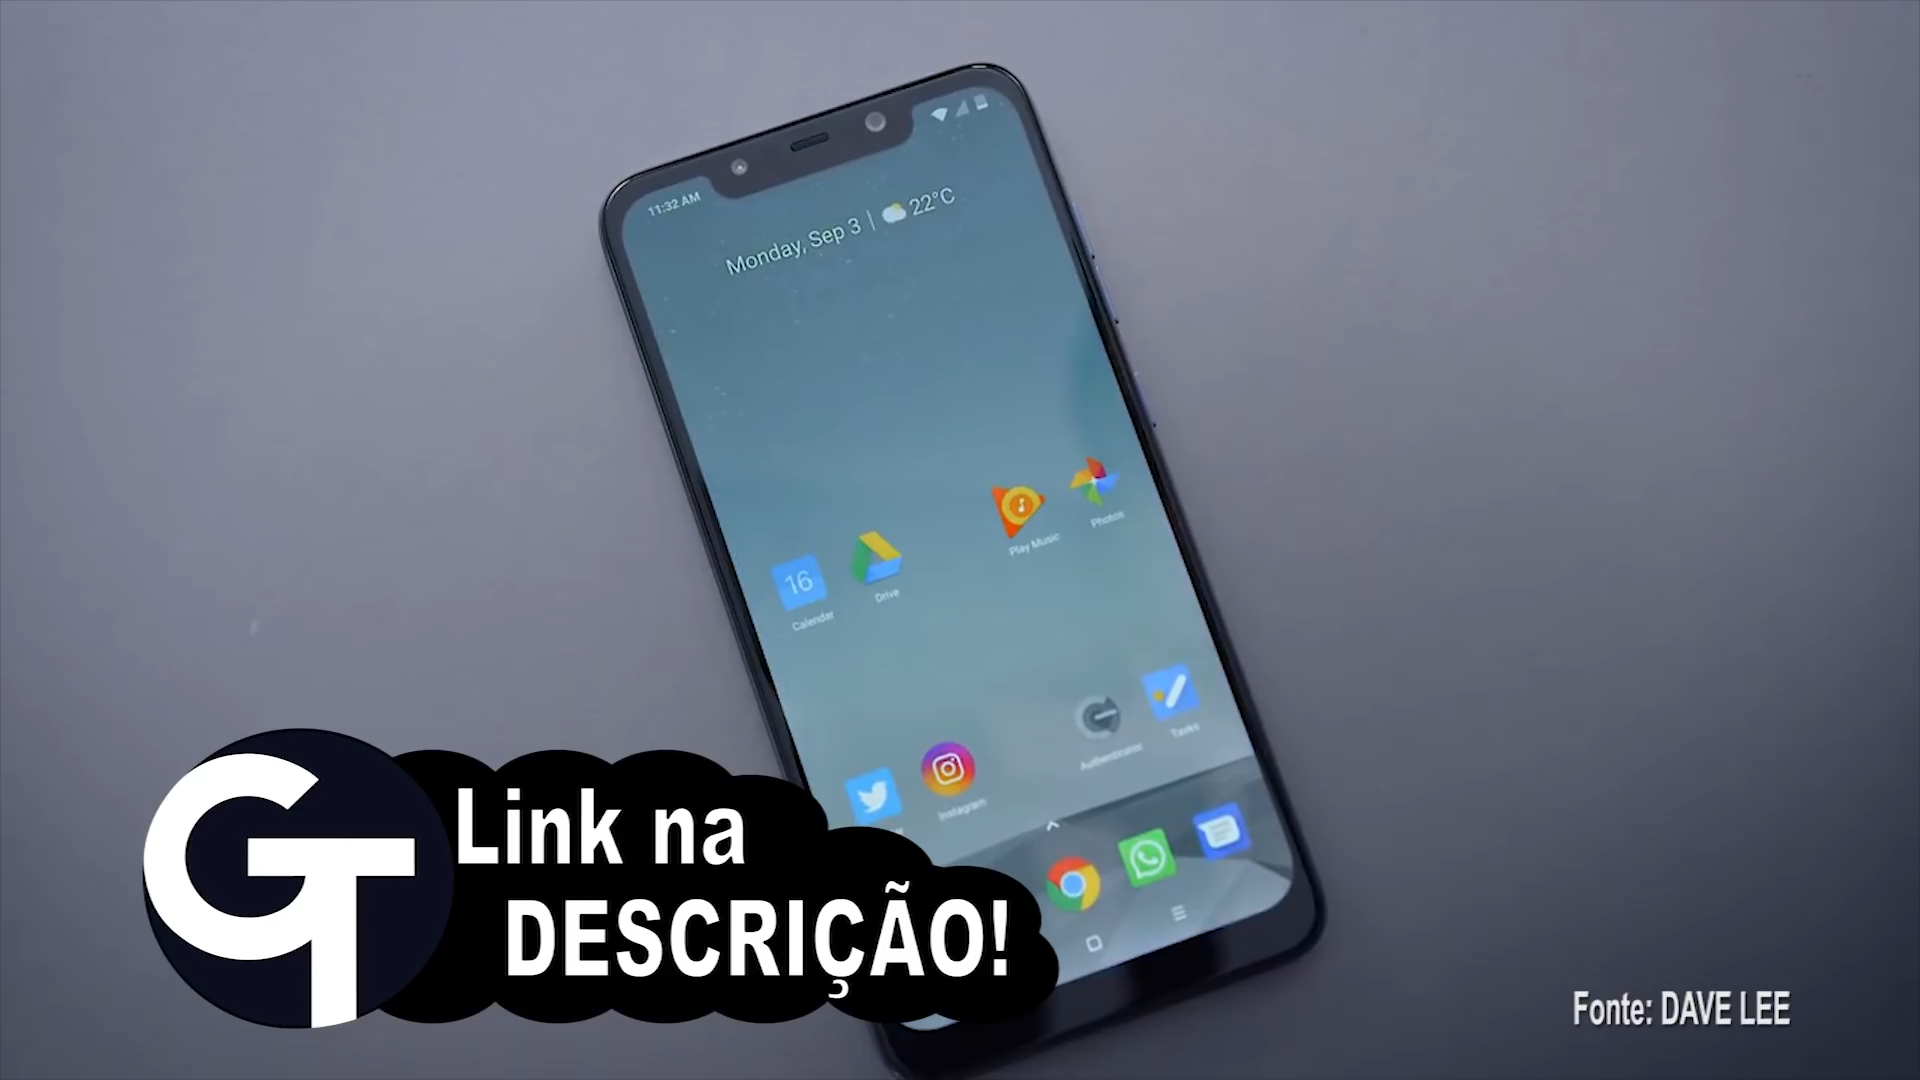 11:32 AM
Monday, Sep 3 | 22°C
Play Music
Photos
16
Calendar
Drive
Authenticator
Tasks
Instagram
GT
Link na
DESCRIÇÃO!
Fonte: DAVE LEE